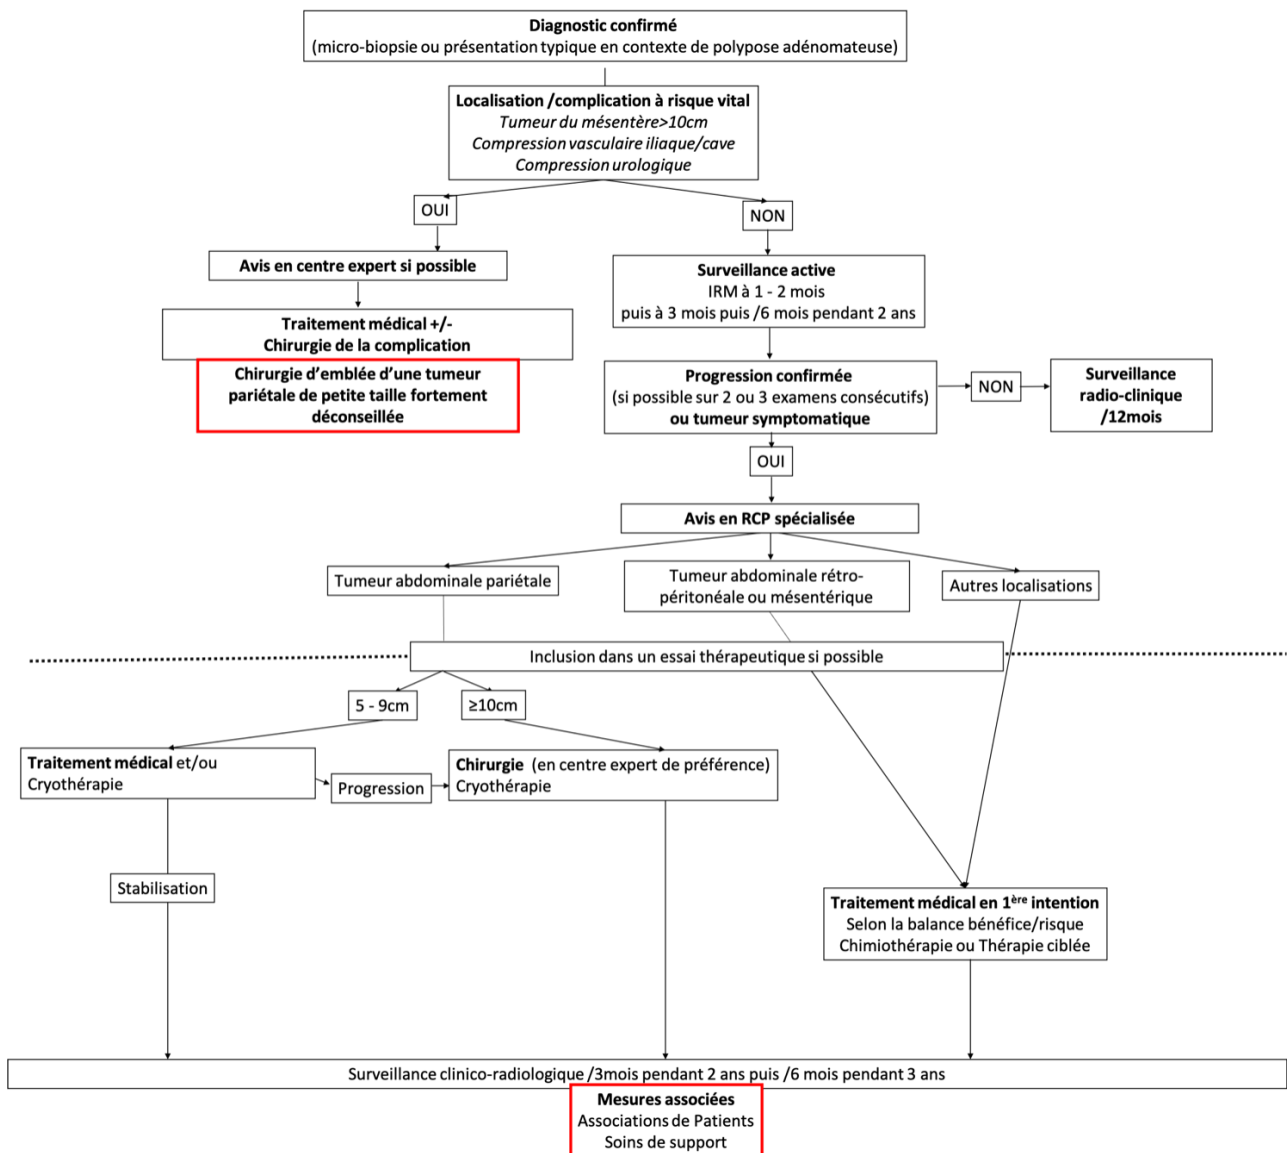 Diagnostic confirmé
(micro-biopsie ou présentation typique en contexte de polypose adénomateuse)
Localisation /complication à risque vital
Tumeur du mésentère>10cm
Compression vasculaire iliaque/cave
Compression urologique
OUI
NON
Avis en centre expert si possible
Surveillance active
IRM à 1 - 2 mois
puis à 3 mois puis /6 mois pendant 2 ans
Traitement médical +/-
Chirurgie de la complication
Chirurgie d’emblée d’une tumeur
pariétale de petite taille fortement
déconseillée
Progression confirmée
(si possible sur 2 ou 3 examens consécutifs)
ou tumeur symptomatique
NON
Surveillance
radio-clinique
/12mois
OUI
Avis en RCP spécialisée
Tumeur abdominale pariétale
Tumeur abdominale rétro-
péritonéale ou mésentérique
Autres localisations
Inclusion dans un essai thérapeutique si possible
5 - 9cm
≥10cm
Traitement médical et/ou
Cryothérapie
Progression
Chirurgie (en centre expert de préférence)
Cryothérapie
Stabilisation
Traitement médical en 1ère intention
Selon la balance bénéfice/risque
Chimiothérapie ou Thérapie ciblée
Surveillance clinico-radiologique /3mois pendant 2 ans puis /6 mois pendant 3 ans
Mesures associées
Associations de Patients
Soins de support